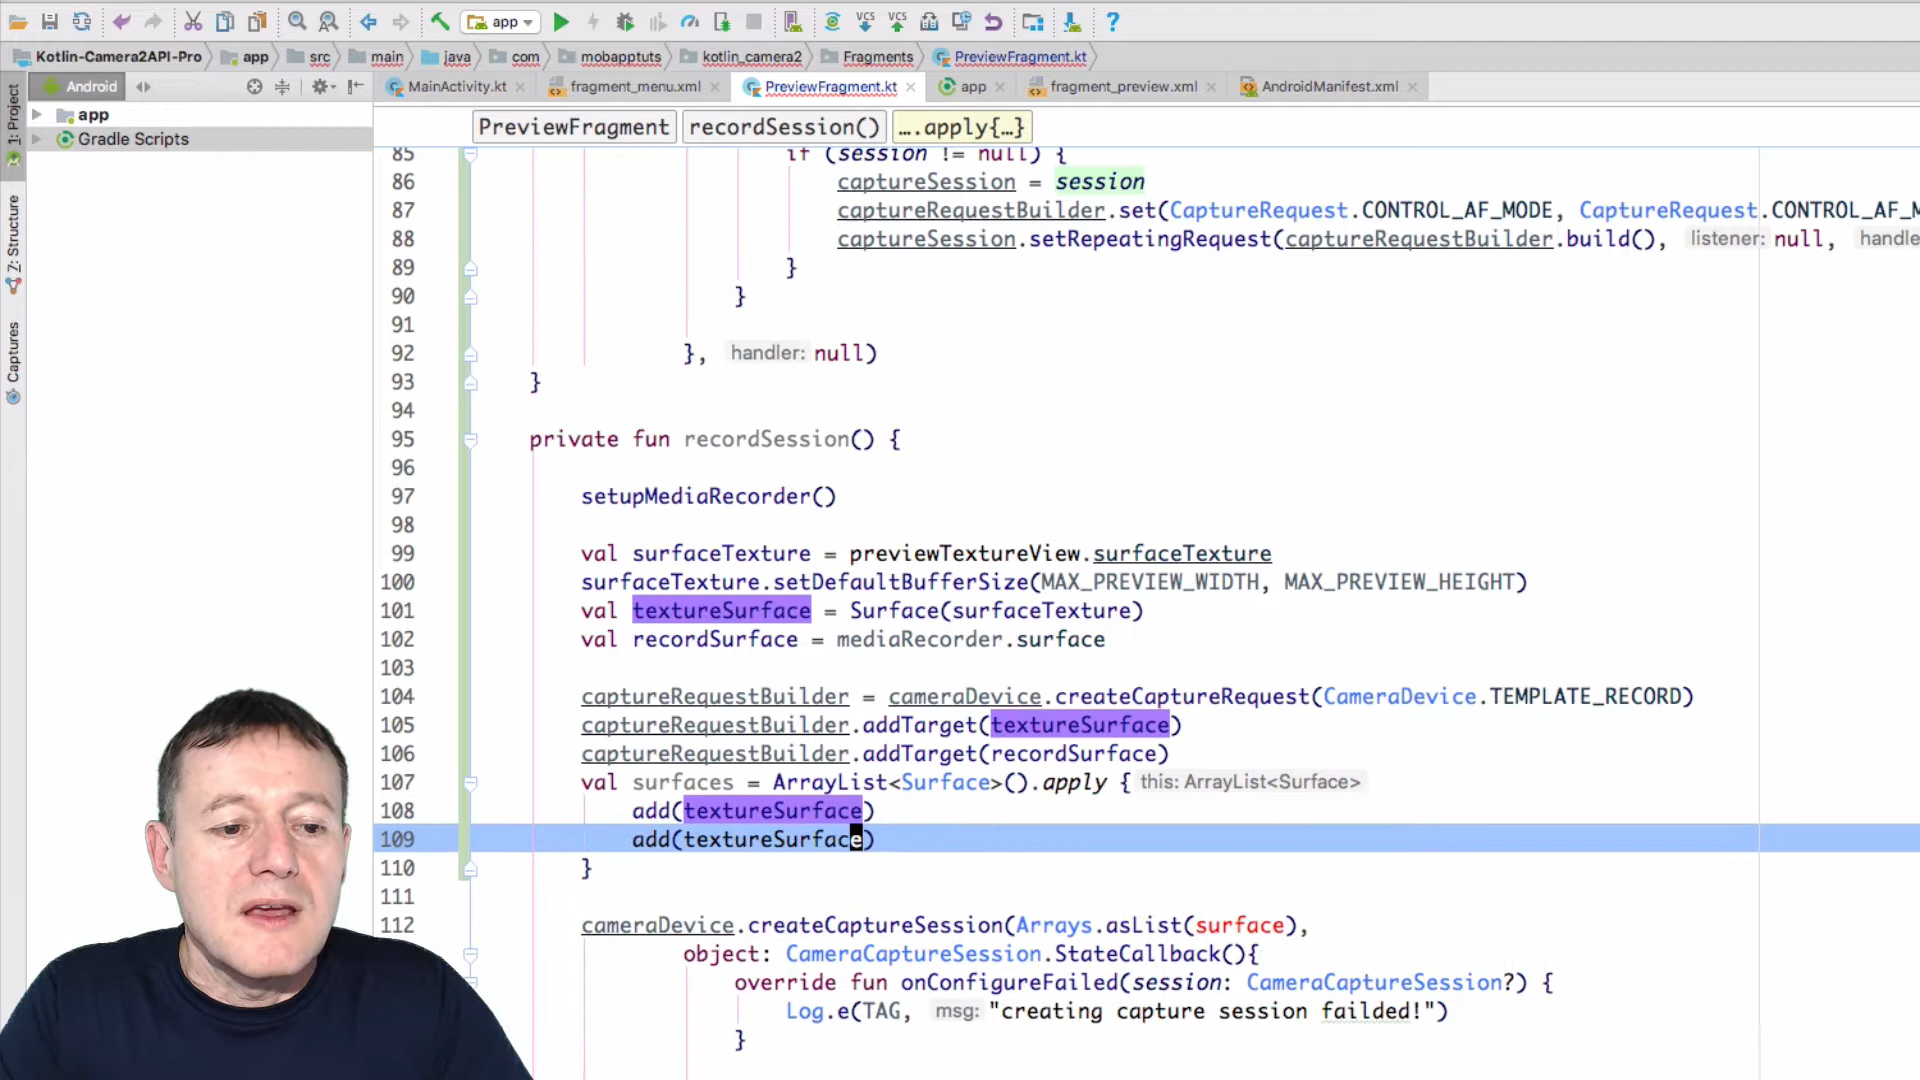 app
Kotlin-Camera2API-Pro app src main java com mobapptuts kotlin_camera2 Fragments PreviewFragment.kt
Android
MainActivity.kt fragment_menu.xml PreviewFragment.kt app fragment_preview.xml AndroidManifest.xml
1: Project
Z: Structure
Captures
app
Gradle Scripts
PreviewFragment recordSession() ….apply{…}
85 if (session != null) {
86 captureSession = session
87 captureRequestBuilder.set(CaptureRequest.CONTROL_AF_MODE, CaptureRequest.CONTROL_AF_M
88 captureSession.setRepeatingRequest(captureRequestBuilder.build(), listener: null, handle
89 }
90 }
91
92 }, handler: null)
93 }
94
95 private fun recordSession() {
96
97 setupMediaRecorder()
98
99 val surfaceTexture = previewTextureView.surfaceTexture
100 surfaceTexture.setDefaultBufferSize(MAX_PREVIEW_WIDTH, MAX_PREVIEW_HEIGHT)
101 val textureSurface = Surface(surfaceTexture)
102 val recordSurface = mediaRecorder.surface
103
104 captureRequestBuilder = cameraDevice.createCaptureRequest(CameraDevice.TEMPLATE_RECORD)
105 captureRequestBuilder.addTarget(textureSurface)
106 captureRequestBuilder.addTarget(recordSurface)
107 val surfaces = ArrayList<Surface>().apply { this: ArrayList<Surface>
108 add(textureSurface)
109 add(textureSurface)
110 }
111
112 cameraDevice.createCaptureSession(Arrays.asList(surface),
object: CameraCaptureSession.StateCallback(){
override fun onConfigureFailed(session: CameraCaptureSession?) {
Log.e(TAG, msg: "creating capture session failded!")
}